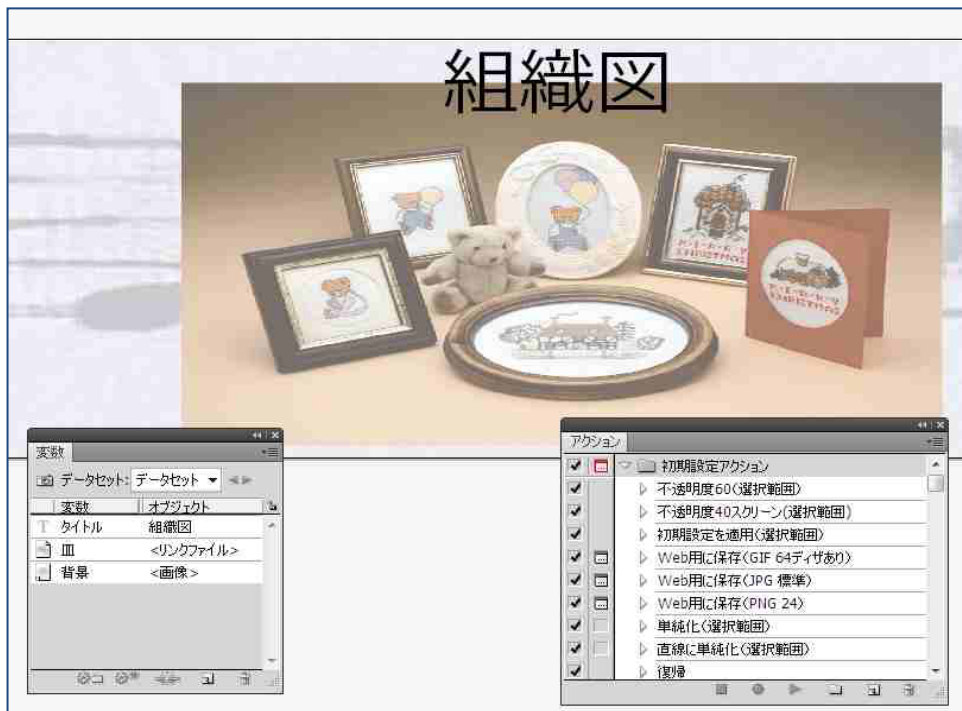 組織図
変数
データセット: データセット
変数 オブジェクト
タイトル 組織図
皿 <リンクファイル>
背景 <画像>
アクション
初期設定アクション
不透明度60(選択範囲)
不透明度40スクリーン(選択範囲)
初期設定を適用(選択範囲)
Web用に保存(GIF 64ディザあり)
Web用に保存(JPG 標準)
Web用に保存(PNG 24)
単純化(選択範囲)
直線に単純化(選択範囲)
復帰